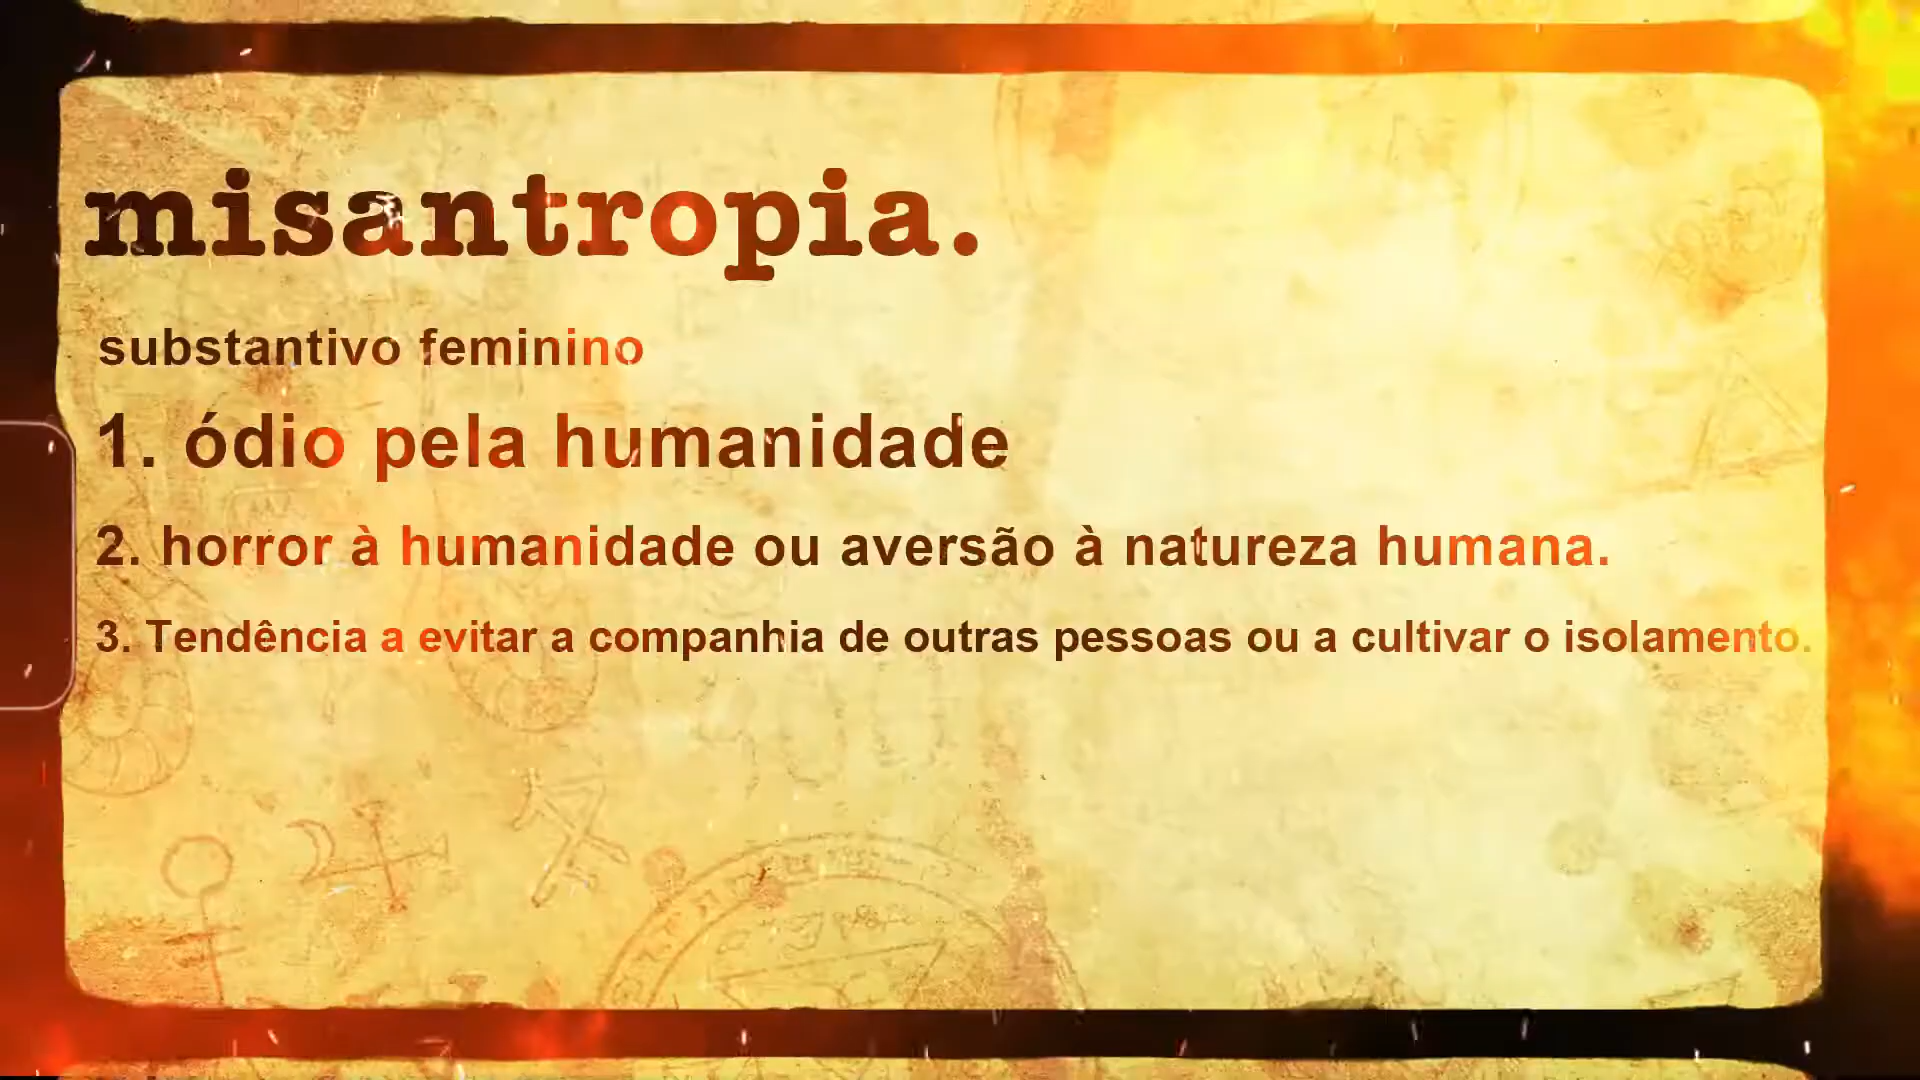 misantropia.
substantivo feminino
1. ódio pela humanidade
2. horror à humanidade ou aversão à natureza humana.
3. Tendência a evitar a companhia de outras pessoas ou a cultivar o isolamento.